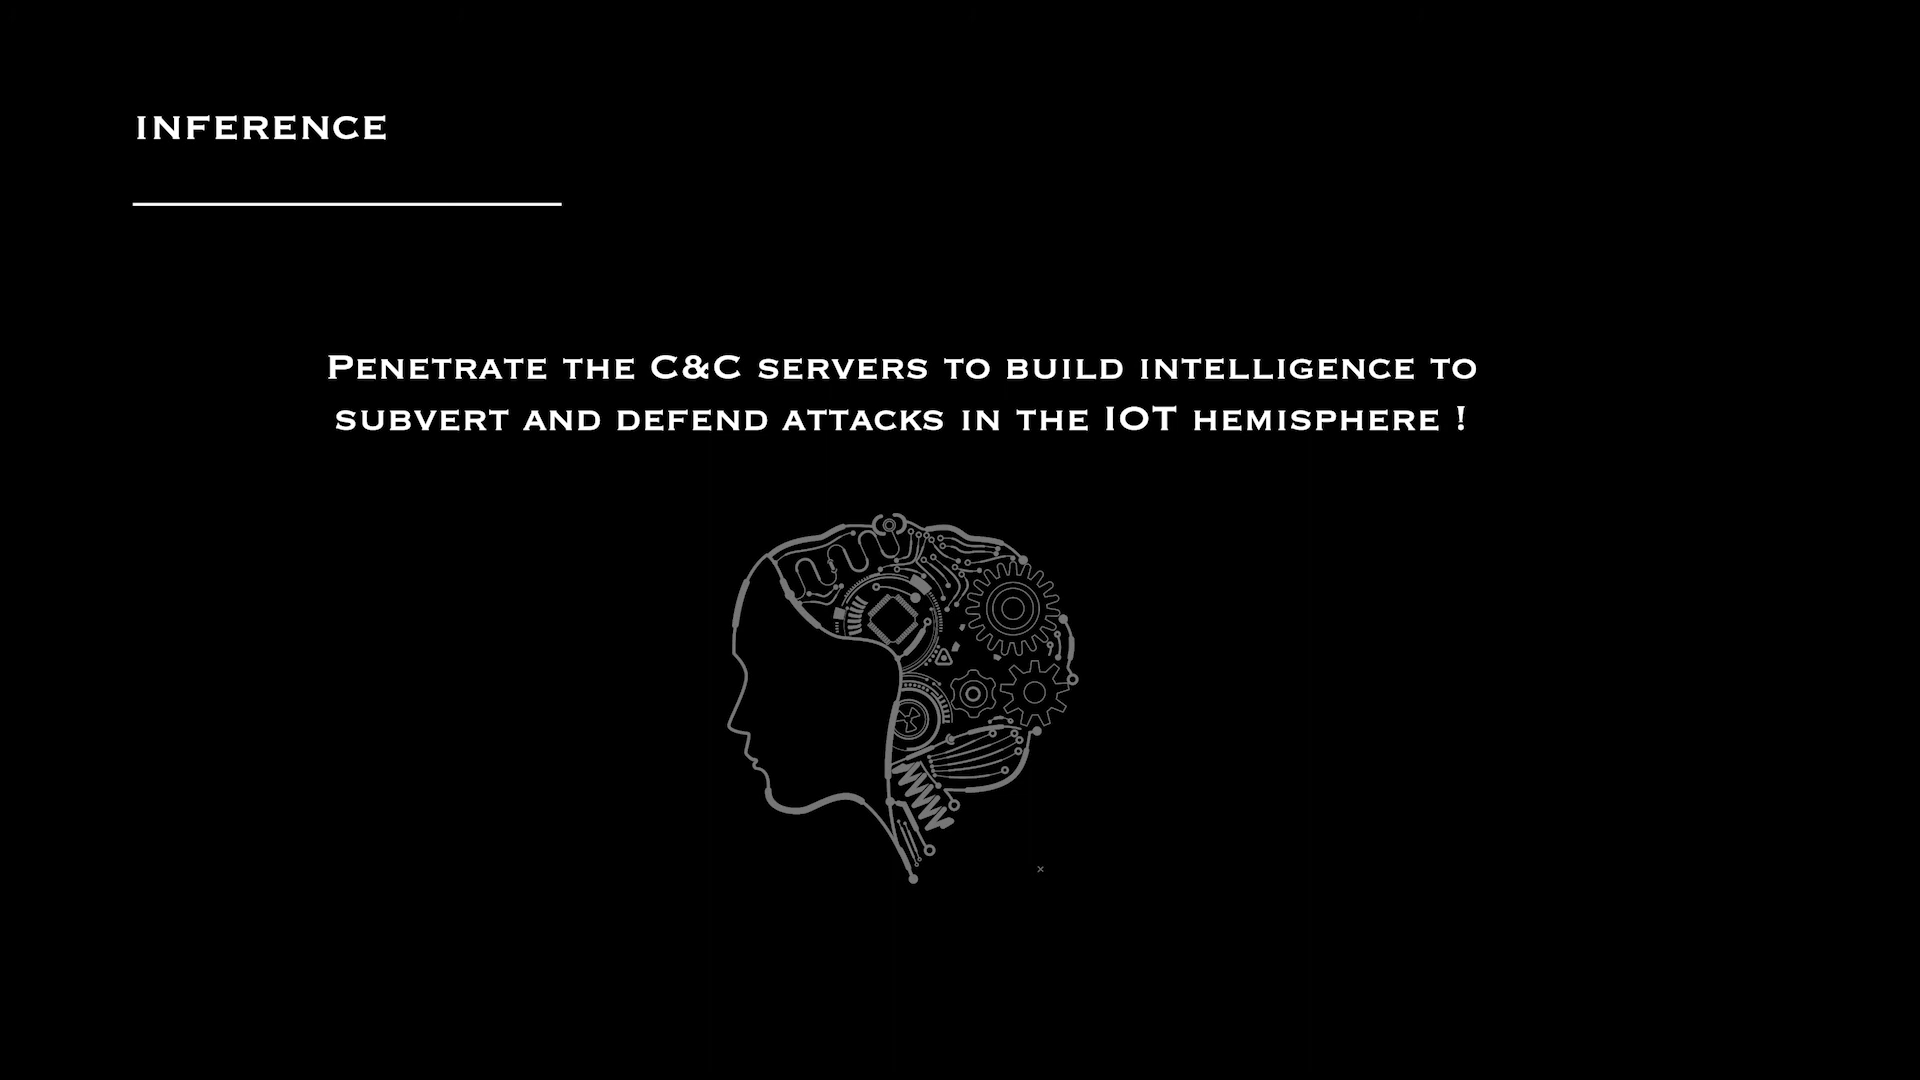 INFERENCE
PENETRATE THE C&C SERVERS TO BUILD INTELLIGENCE TO
SUBVERT AND DEFEND ATTACKS IN THE IOT HEMISPHERE !